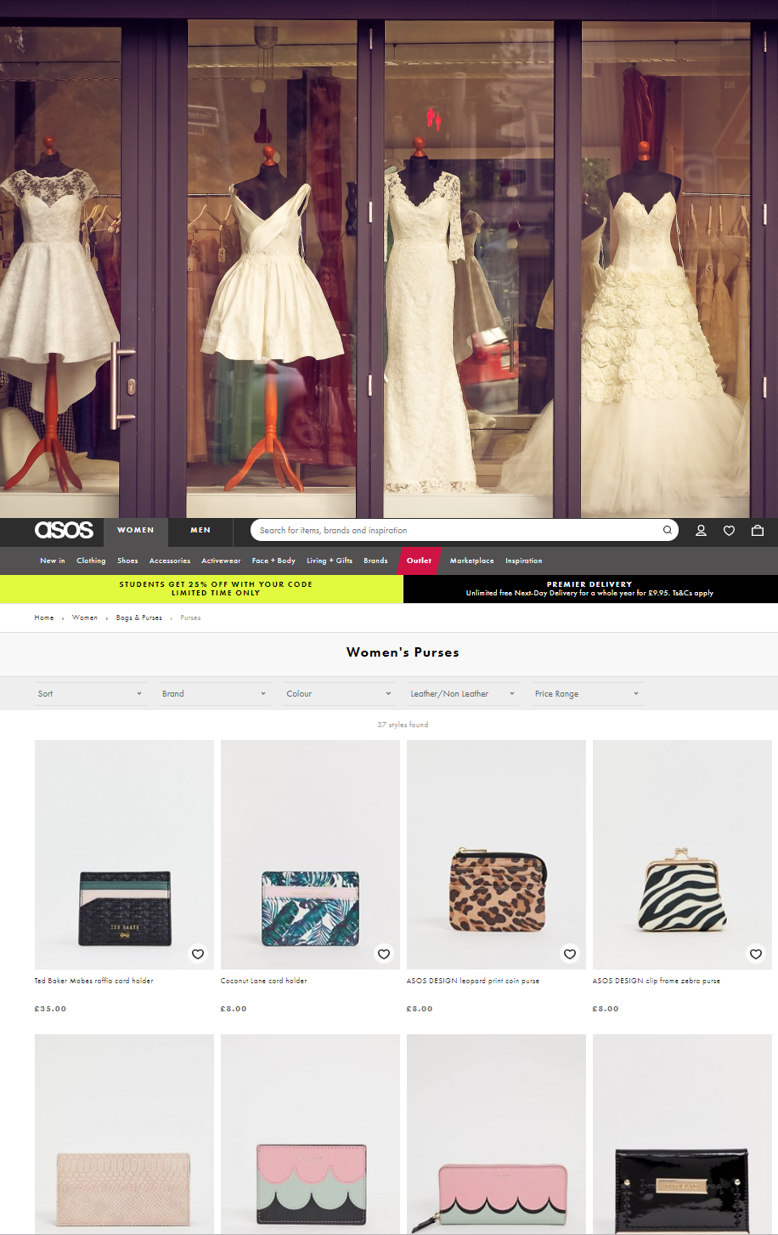 asos
WOMEN
MEN
Search for items, brands and inspiration
New in
Clothing
Shoes
Accessories
Activewear
Face + Body
Living + Gifts
Brands
Outlet
Marketplace
Inspiration
STUDENTS GET 25% OFF WITH YOUR CODE
LIMITED TIME ONLY
PREMIER DELIVERY
Unlimited free Next-Day Delivery for a whole year for £9.95. Ts&Cs apply
Home › Women › Bags & Purses › Purses
Women's Purses
Sort
Brand
Colour
Leather/Non Leather
Price Range
37 styles found
TED BAKER
Ted Baker Mabes raffia card holder
Coconut Lane card holder
ASOS DESIGN leopard print coin purse
ASOS DESIGN clip frame zebra purse
£35.00
£8.00
£8.00
£8.00